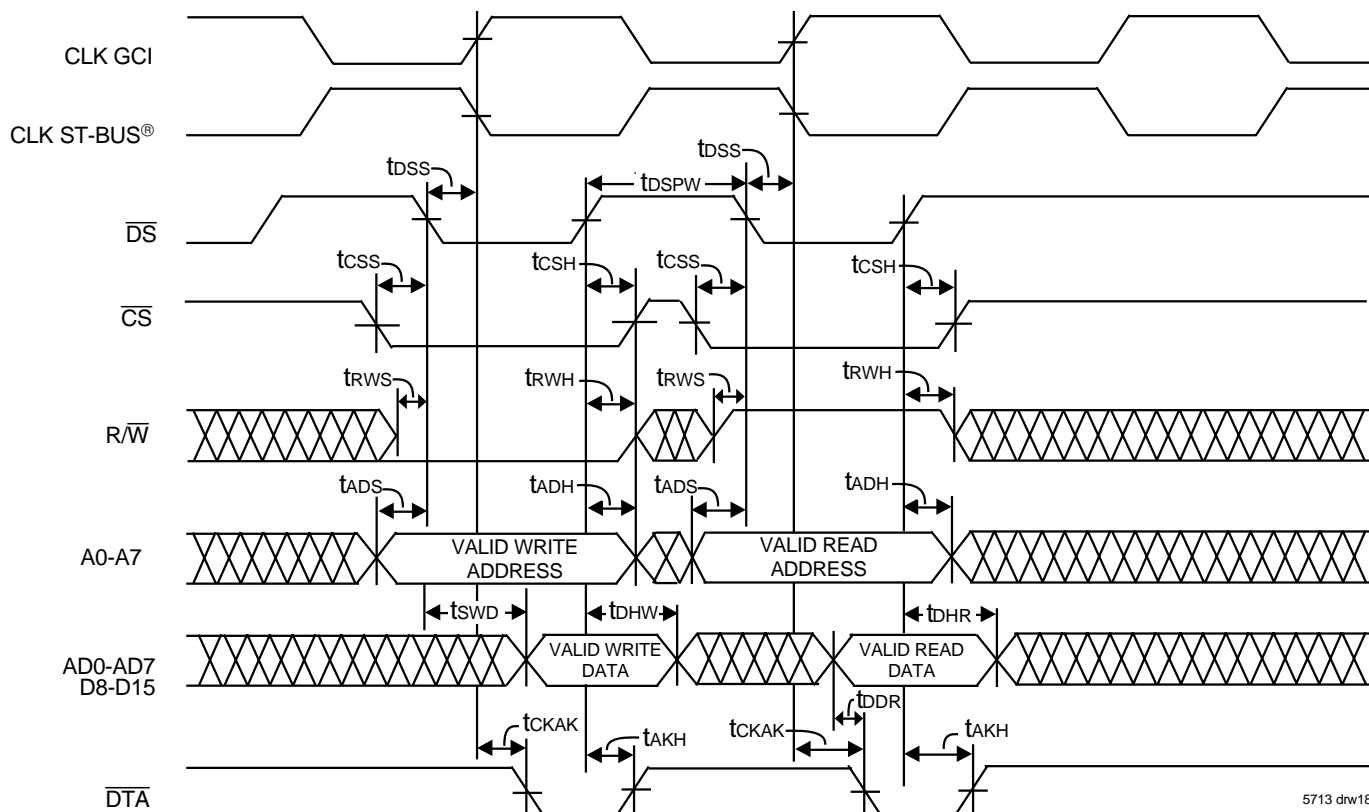 CLK GCI
CLK ST-BUS®
tDSS
tDSS
tDSPW
DS
tCSS
tCSH
tCSS
tCSH
CS
tRWS
tRWH
tRWS
tRWH
R/W
tADS
tADH
tADS
tADH
A0-A7
VALID WRITE
ADDRESS
VALID READ
ADDRESS
tSWD
tDHW
tDHR
AD0-AD7
D8-D15
VALID WRITE
DATA
VALID READ
DATA
tDDR
tCKAK
tAKH
tCKAK
tAKH
DTA
5713 drw18